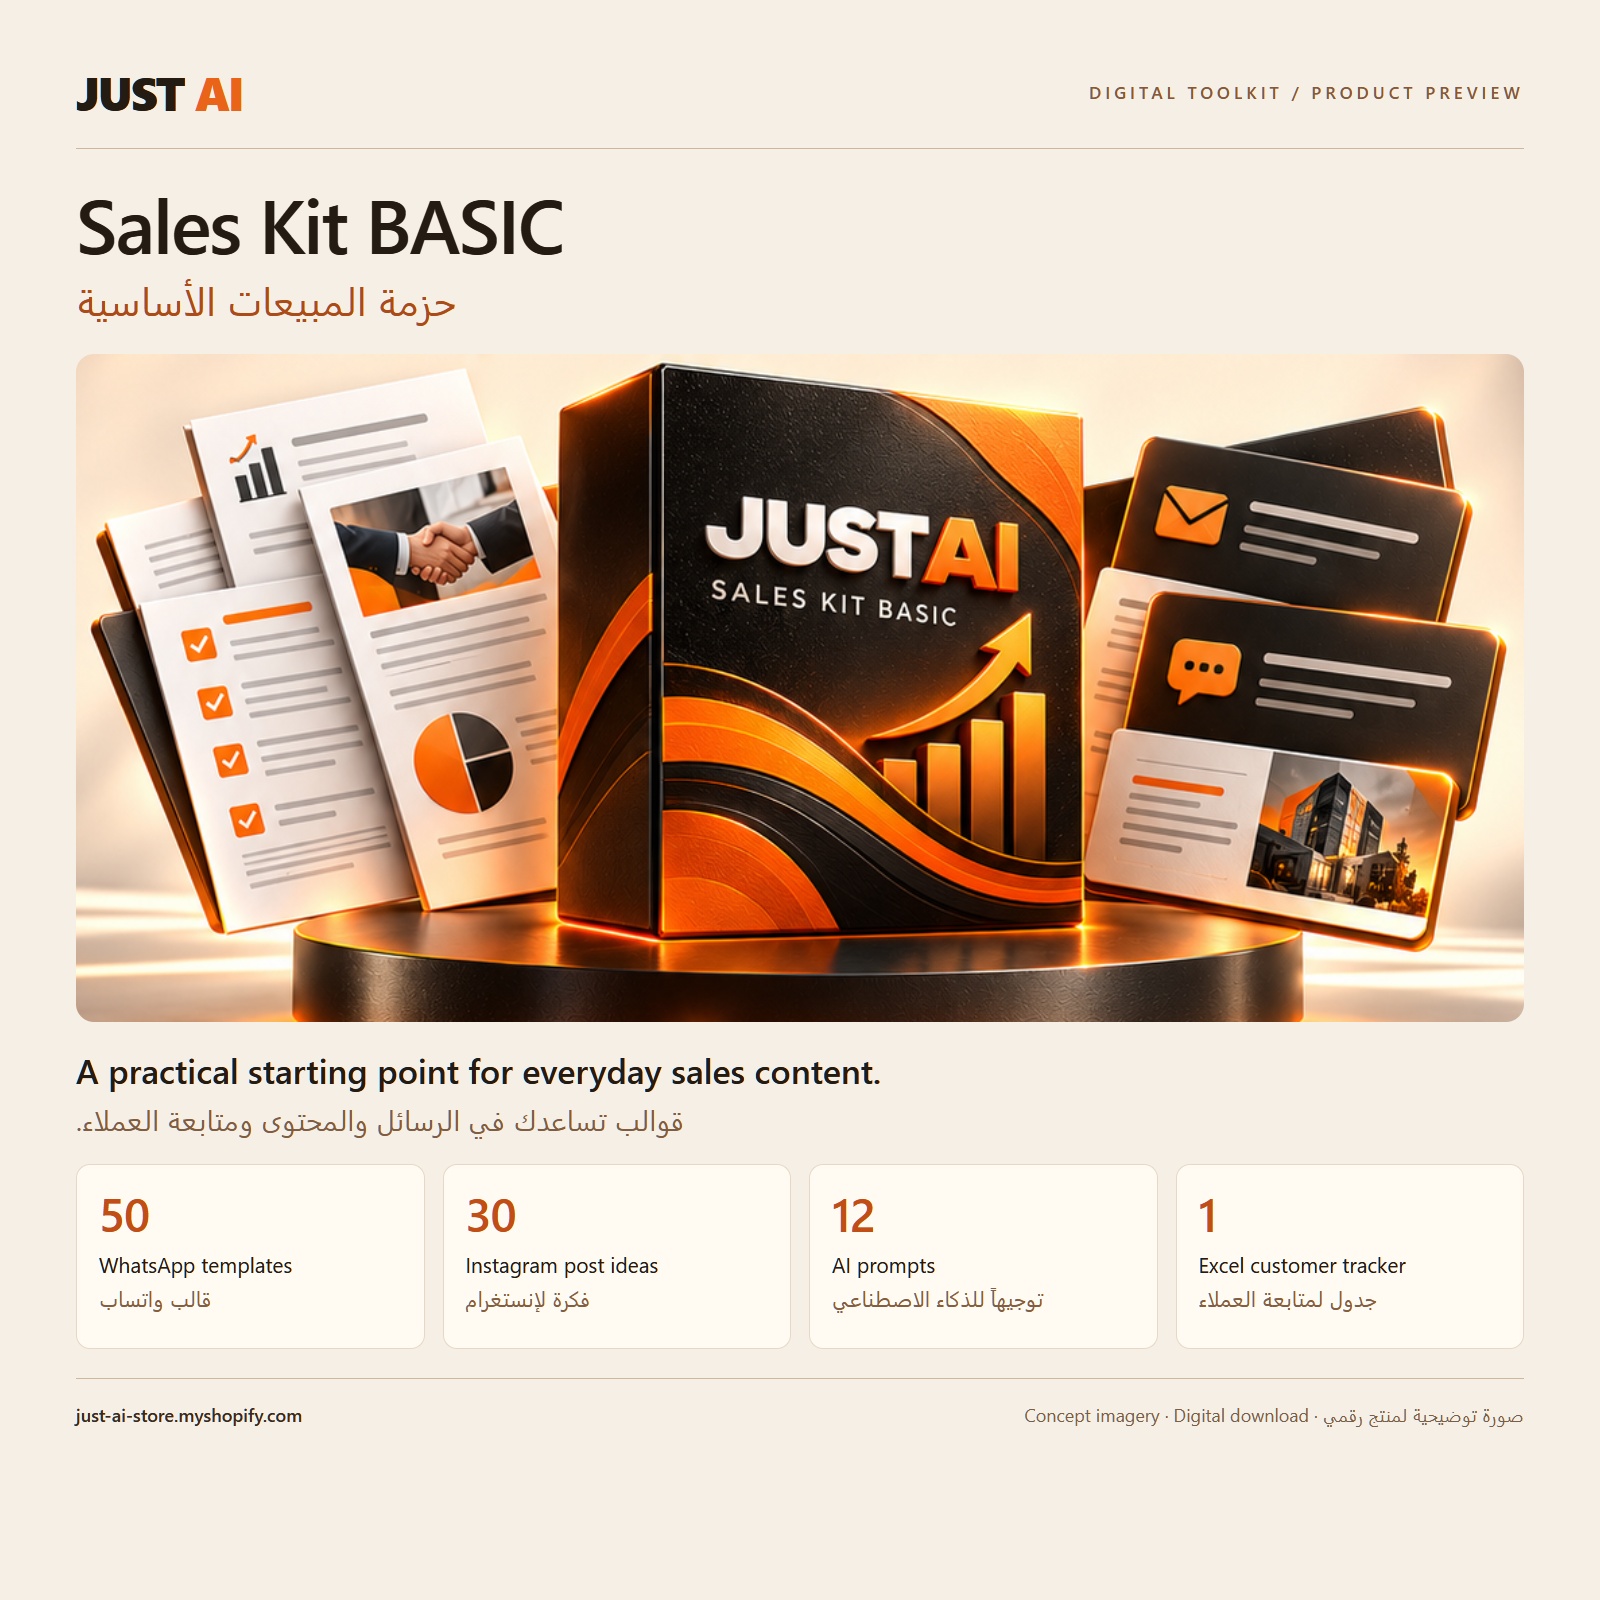 JUST AI
DIGITAL TOOLKIT / PRODUCT PREVIEW
Sales Kit BASIC
حزمة المبيعات الأساسية
JUSTAI
SALES KIT BASIC
A practical starting point for everyday sales content.
قوالب تساعدك في الرسائل والمحتوى ومتابعة العملاء.
50
WhatsApp templates
قالب واتساب
30
Instagram post ideas
فكرة لإنستغرام
12
AI prompts
توجيهاً للذكاء الاصطناعي
1
Excel customer tracker
جدول لمتابعة العملاء
just-ai-store.myshopify.com
Concept imagery · Digital download · صورة توضيحية لمنتج رقمي